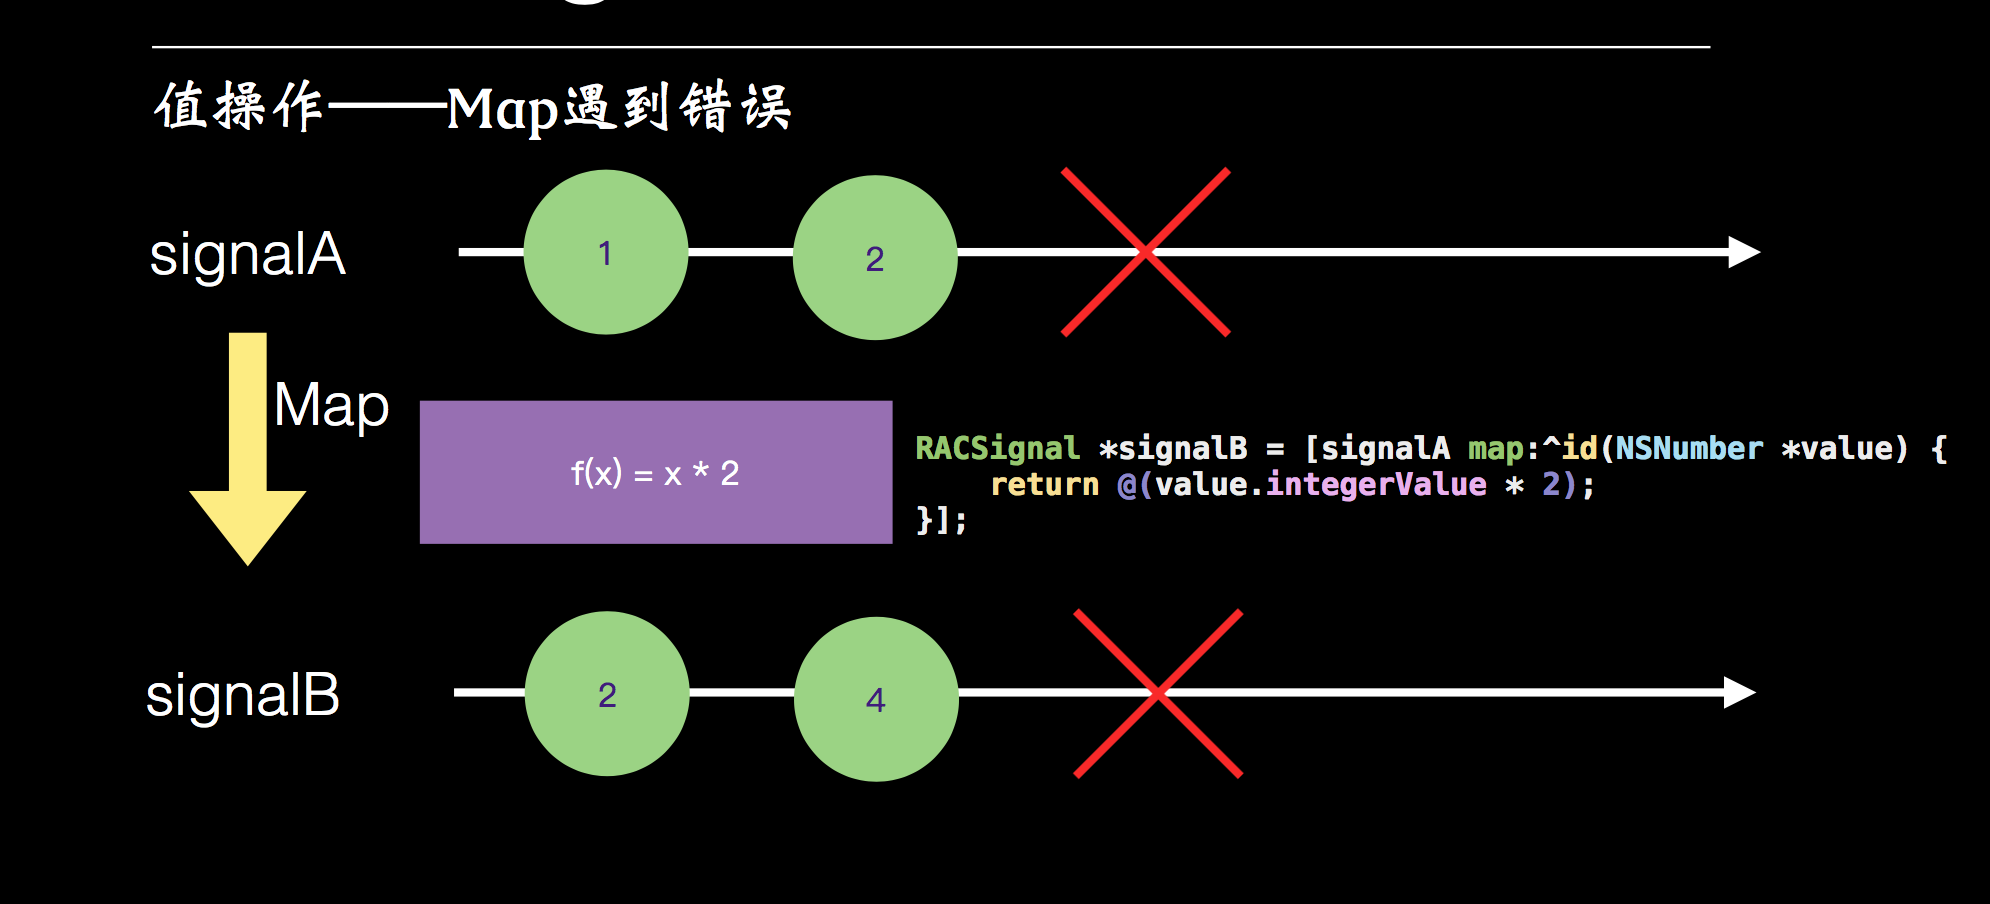 值操作——Map遇到错误
signalA
1
2
Map
f(x) = x * 2
RACSignal *signalB = [signalA map:^id(NSNumber *value) {
return @(value.integerValue * 2);
}];
signalB
2
4